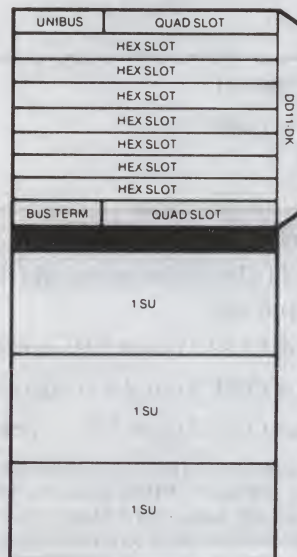 UNIBUS QUAD SLOT
HEX SLOT
HEX SLOT
HEX SLOT
HEX SLOT
HEX SLOT
HEX SLOT
HEX SLOT
BUS TERM QUAD SLOT
DD11-DK
1 SU
1 SU
1 SU